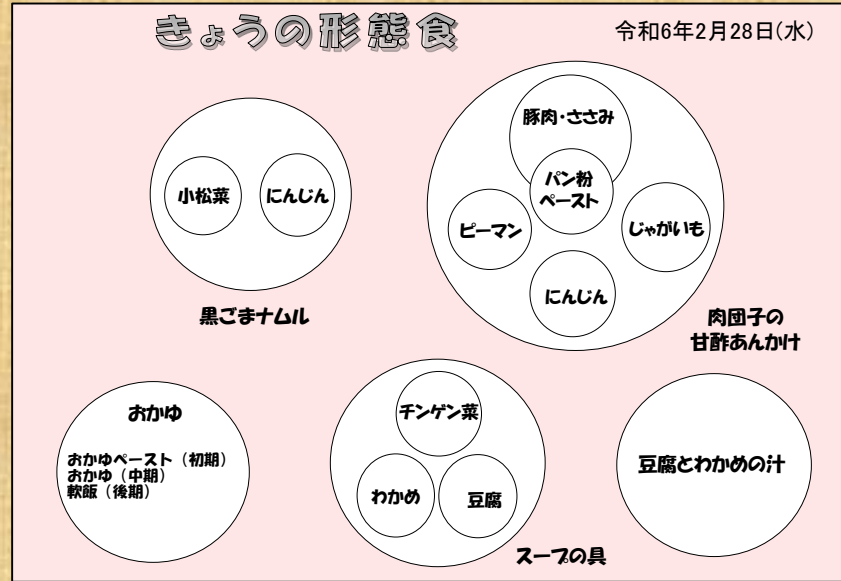 きょうの形態食
令和6年2月28日(水)
小松菜
にんじん
黒ごまナムル
豚肉・ささみ
パン粉
ペースト
ピーマン
じゃがいも
にんじん
肉団子の
甘酢あんかけ
おかゆ
おかゆペースト（初期）
おかゆ（中期）
軟飯（後期）
チンゲン菜
わかめ
豆腐
スープの具
豆腐とわかめの汁